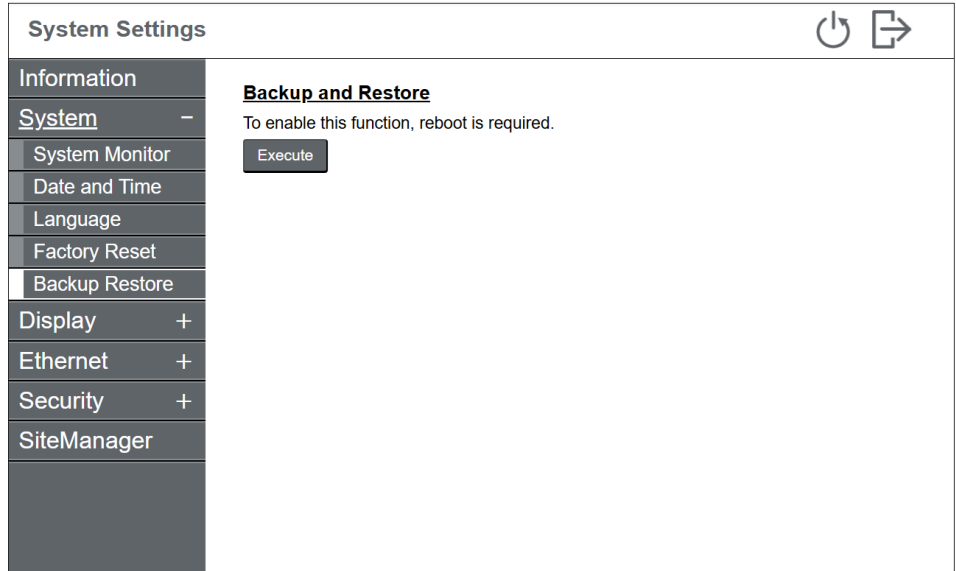 System Settings
Information
System −
System Monitor
Date and Time
Language
Factory Reset
Backup Restore
Display +
Ethernet +
Security +
SiteManager
Backup and Restore
To enable this function, reboot is required.
Execute